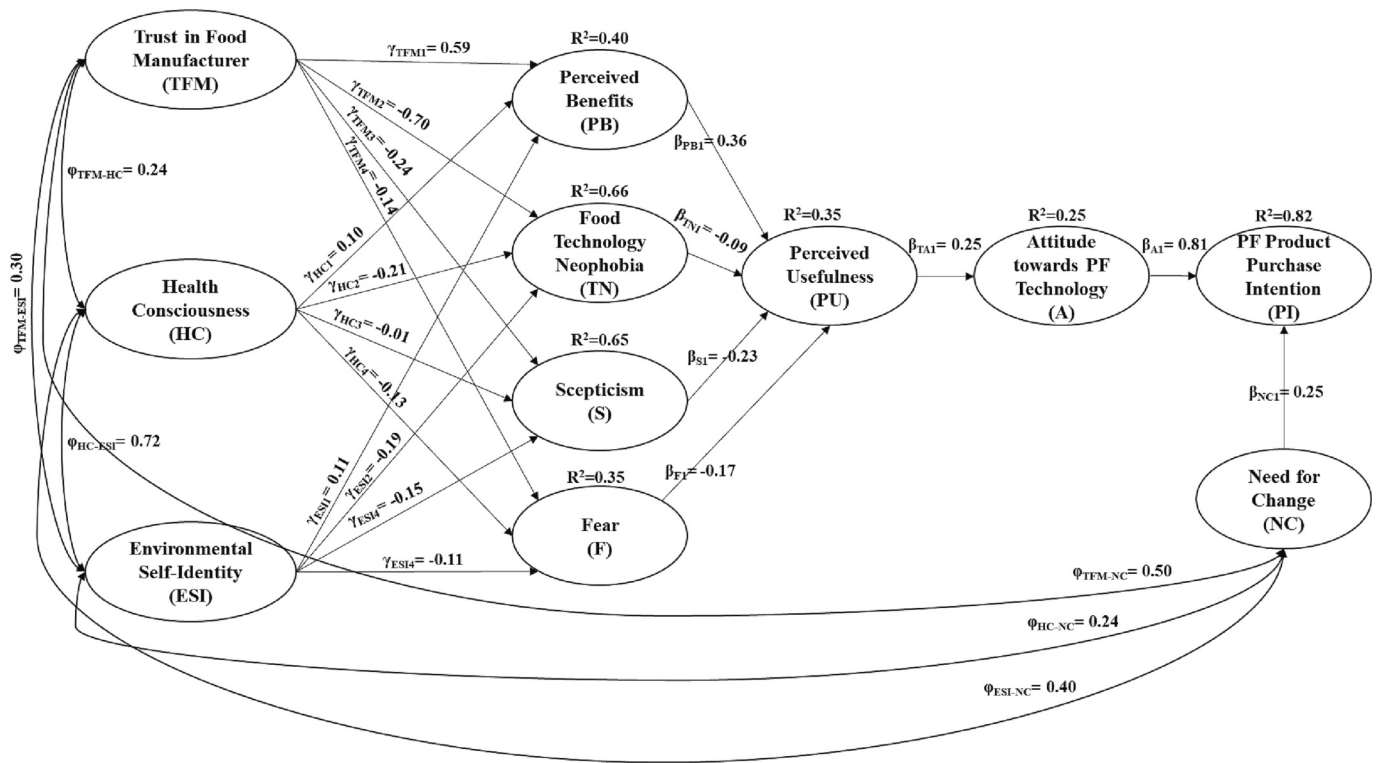 Trust in Food
Manufacturer
(TFM)
Health
Consciousness
(HC)
Environmental
Self-Identity
(ESI)
φTFM-HC= 0.24
φTFM-ESI= 0.30
φHC-ESI= 0.72
γTFM1= 0.59
γTFM2= -0.70
γTFM3= -0.24
γTFM4= -0.14
γHC1= 0.10
γHC2= -0.21
γHC3= -0.01
γHC4= -0.13
γESI1= 0.11
γESI2= -0.19
γESI4= -0.15
γESI4= -0.11
R²=0.40
Perceived
Benefits
(PB)
R²=0.66
Food
Technology
Neophobia
(TN)
R²=0.65
Scepticism
(S)
R²=0.35
Fear
(F)
βPB1= 0.36
βTN1= -0.09
βS1= -0.23
βF1= -0.17
R²=0.35
Perceived
Usefulness
(PU)
βTA1= 0.25
R²=0.25
Attitude
towards PF
Technology
(A)
βA1= 0.81
R²=0.82
PF Product
Purchase
Intention
(PI)
βNC1= 0.25
Need for
Change
(NC)
φTFM-NC= 0.50
φHC-NC= 0.24
φESI-NC= 0.40